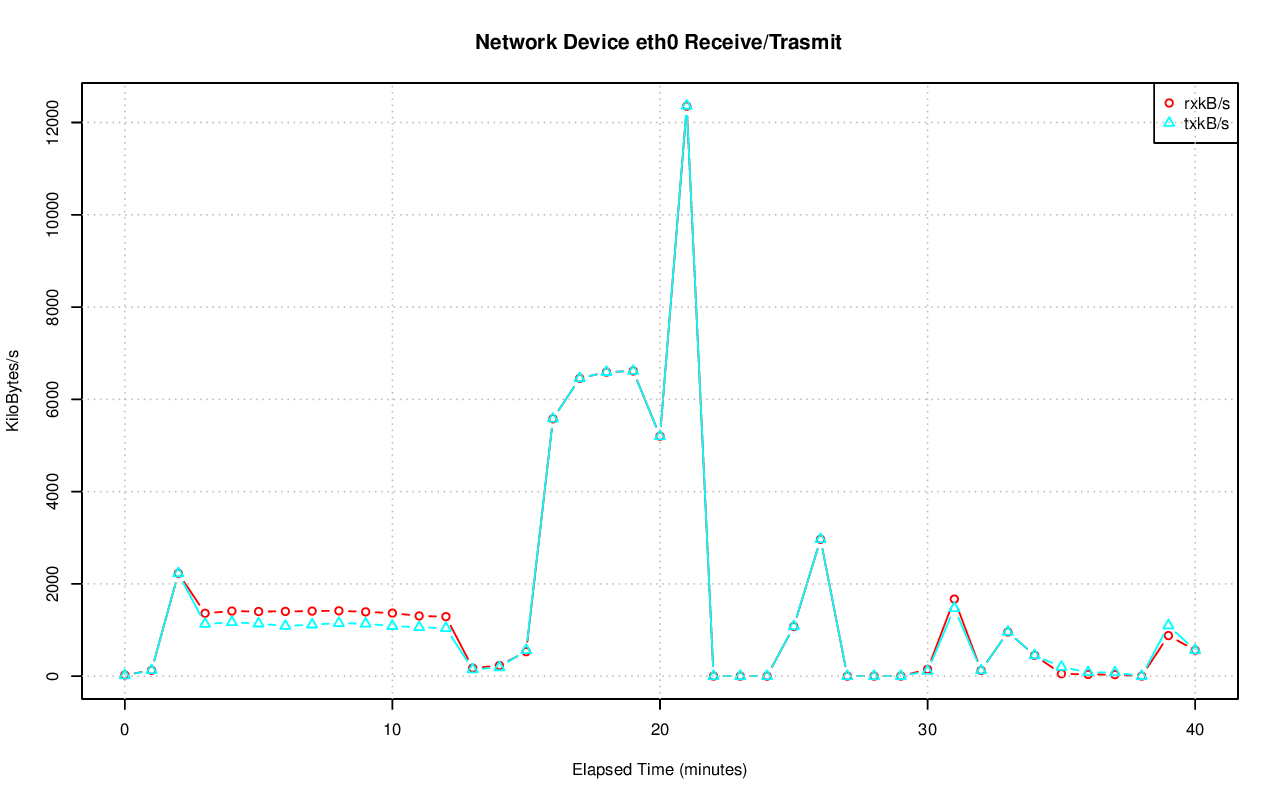 Network Device eth0 Receive/Trasmit
rxkB/s
txkB/s
12000
10000
8000
6000
4000
2000
0
KiloBytes/s
0 10 20 30 40
Elapsed Time (minutes)